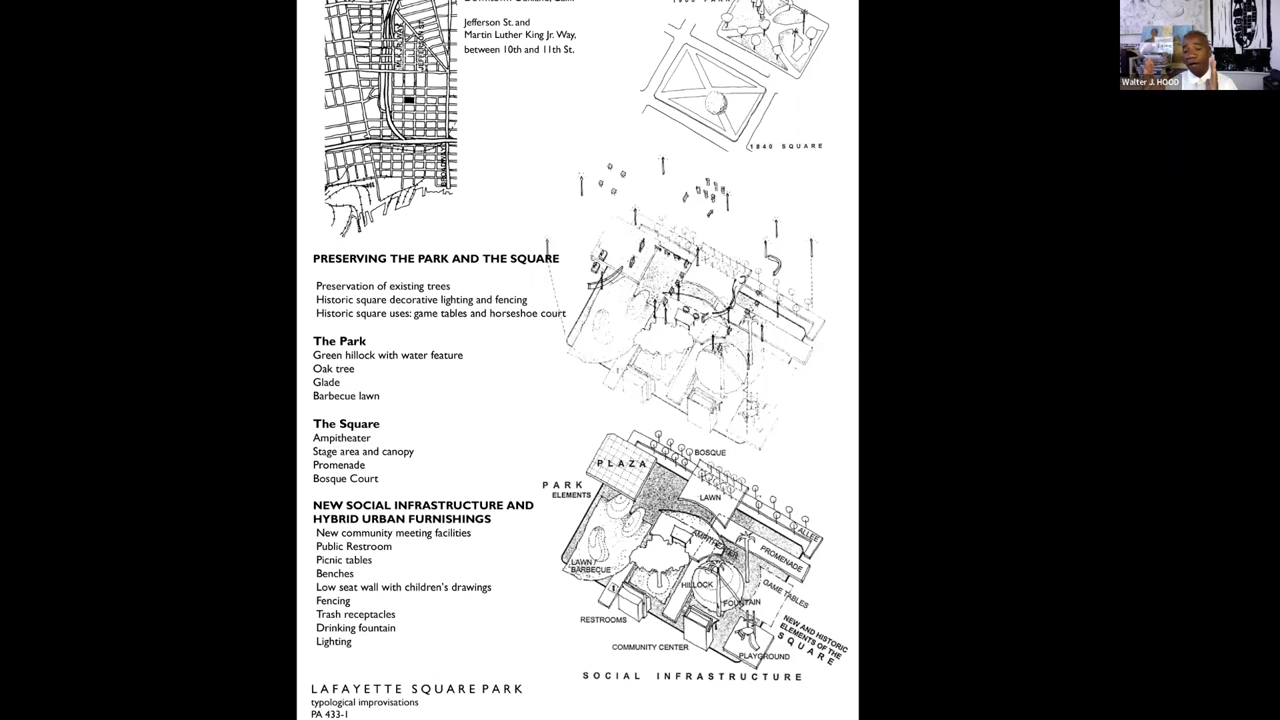 Jefferson St. and
Martin Luther King Jr. Way,
between 10th and 11th St.
BROADWAY
1840 SQUARE
PRESERVING THE PARK AND THE SQUARE
Preservation of existing trees
Historic square decorative lighting and fencing
Historic square uses: game tables and horseshoe court
The Park
Green hillock with water feature
Oak tree
Glade
Barbecue lawn
The Square
Ampitheater
Stage area and canopy
Promenade
Bosque Court
NEW SOCIAL INFRASTRUCTURE AND
HYBRID URBAN FURNISHINGS
New community meeting facilities
Public Restroom
Picnic tables
Benches
Low seat wall with children's drawings
Fencing
Trash receptacles
Drinking fountain
Lighting
BOSQUE
PLAZA
PARK
ELEMENTS
LAWN
ALLEE
PROMENADE
LAWN /
BARBECUE
HILLOCK
GAME TABLES
FOUNTAIN
RESTROOMS
COMMUNITY CENTER
PLAYGROUND
NEW AND HISTORIC
ELEMENTS OF THE
SQUARE
SOCIAL INFRASTRUCTURE
LAFAYETTE SQUARE PARK
typological improvisations
PA 433-1
Walter J. HOOD